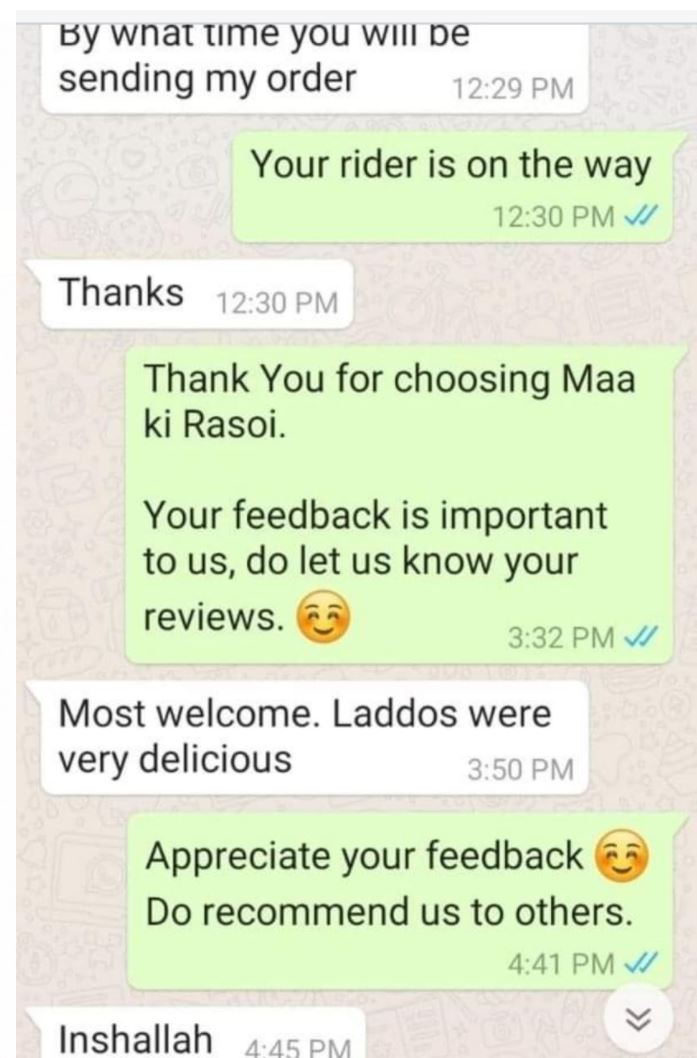 By what time you will be
sending my order
12:29 PM
Your rider is on the way
12:30 PM
Thanks 12:30 PM
Thank You for choosing Maa
ki Rasoi.
Your feedback is important
to us, do let us know your
reviews. 😊
3:32 PM
Most welcome. Laddos were
very delicious
3:50 PM
Appreciate your feedback 😊
Do recommend us to others.
4:41 PM
Inshallah 4:45 PM